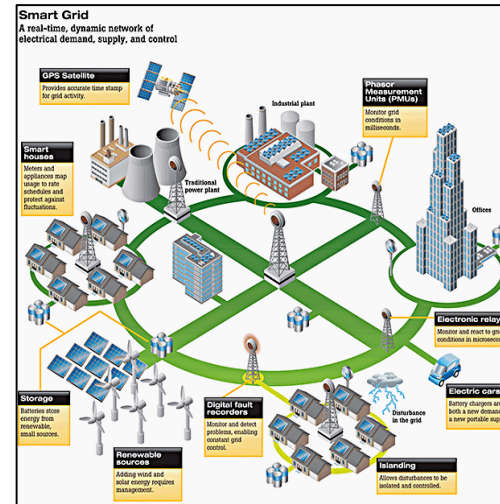 Smart Grid
A real-time, dynamic network of
electrical demand, supply, and control
GPS Satellite
Provides accurate time stamp
for grid activity.
Industrial plant
Phasor
Measurement
Units (PMUs)
Monitor grid
conditions in
milliseconds.
Smart
houses
Meters and
appliances map
usage to rate
schedules and
protect against
fluctuations.
Traditional
power plant
Offices
Electronic relay
Monitor and react to grid
conditions in microsec
Storage
Batteries store
energy from
renewable,
small sources.
Digital fault
recorders
Monitor and detect
problems, enabling
constant grid
control.
Disturbance
in the grid
Electric cars
Battery chargers are
both a new deman
a new portable sup
Renewable
sources
Adding wind and
solar energy requires
management.
Islanding
Allows disturbances to be
isolated and controlled.